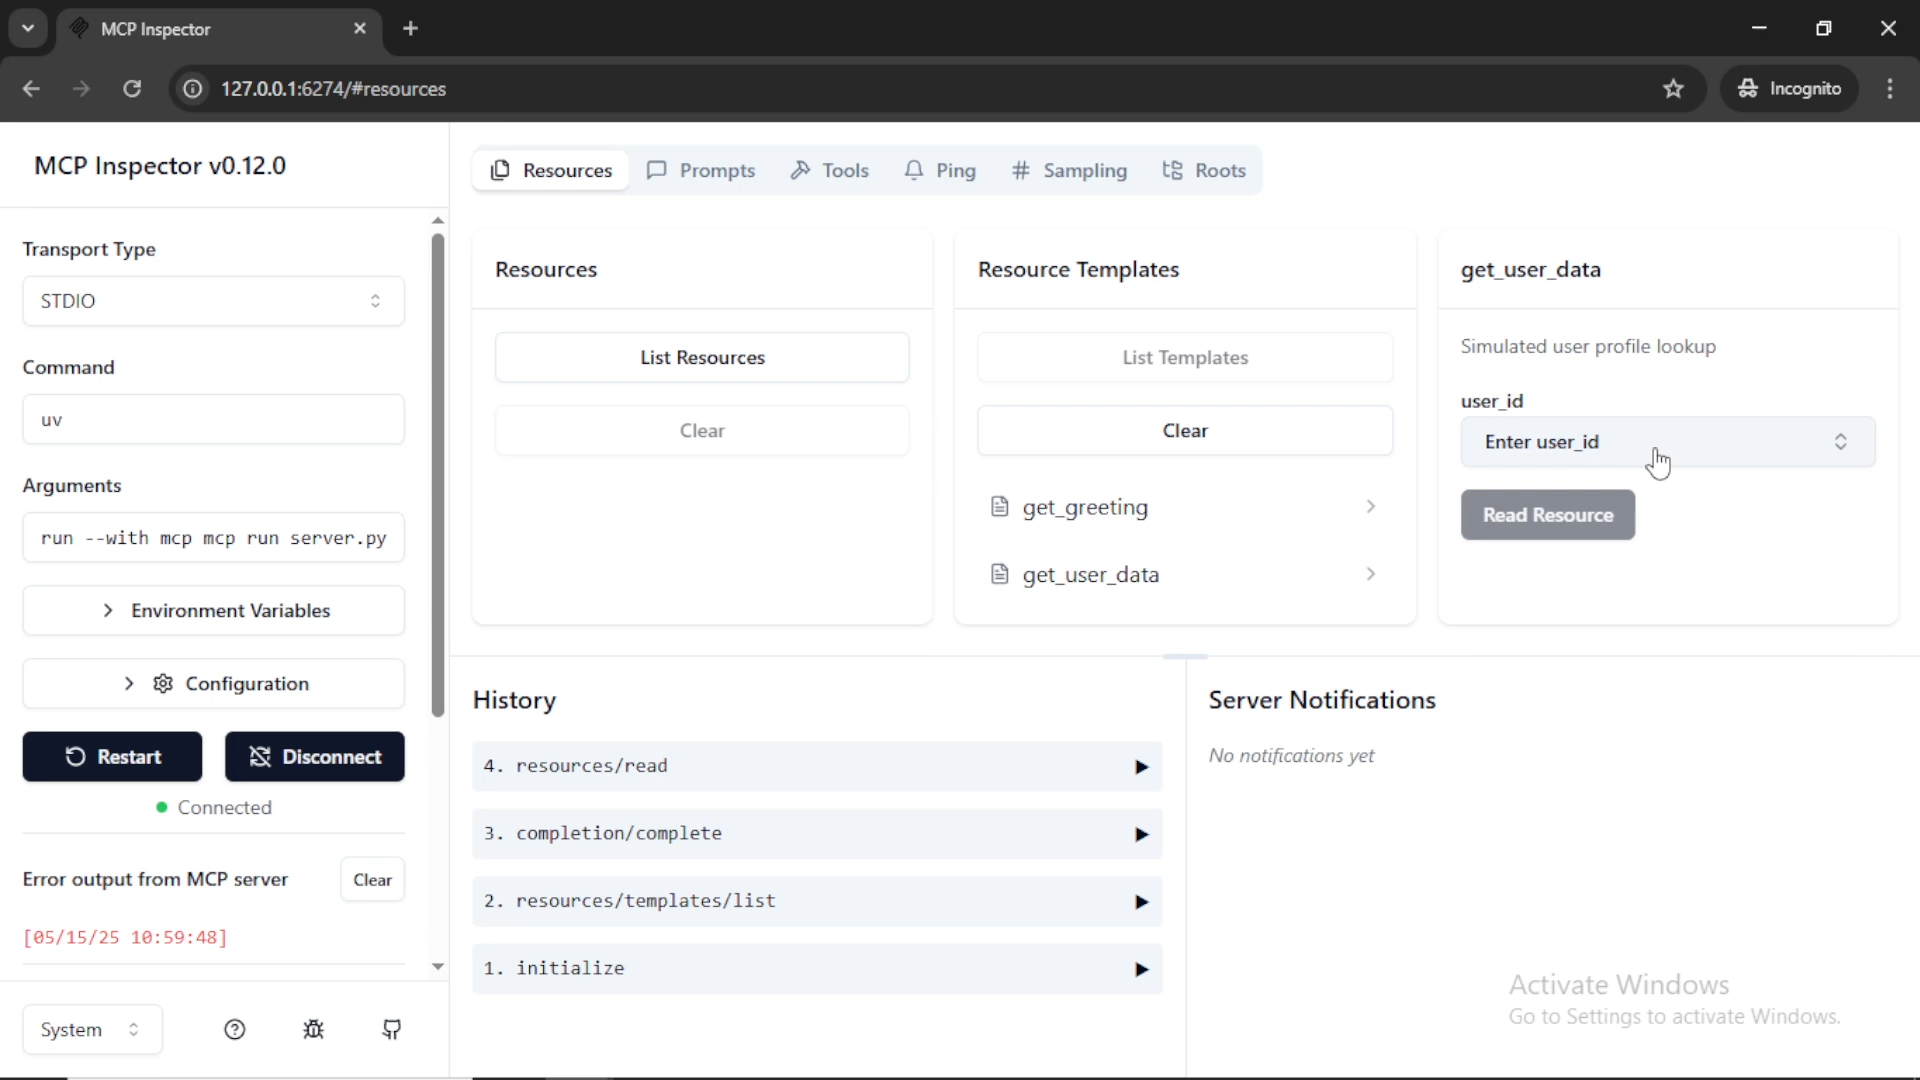 MCP Inspector
127.0.0.1:6274/#resources
Incognito
MCP Inspector v0.12.0
Transport Type
STDIO
Command
uv
Arguments
run --with mcp mcp run server.py
Environment Variables
Configuration
Restart
Disconnect
Connected
Error output from MCP server
Clear
[05/15/25 10:59:48]
System
Resources
Prompts
Tools
Ping
Sampling
Roots
Resources
List Resources
Clear
Resource Templates
List Templates
Clear
get_greeting
get_user_data
get_user_data
Simulated user profile lookup
user_id
Enter user_id
Read Resource
History
4. resources/read
3. completion/complete
2. resources/templates/list
1. initialize
Server Notifications
No notifications yet
Activate Windows
Go to Settings to activate Windows.